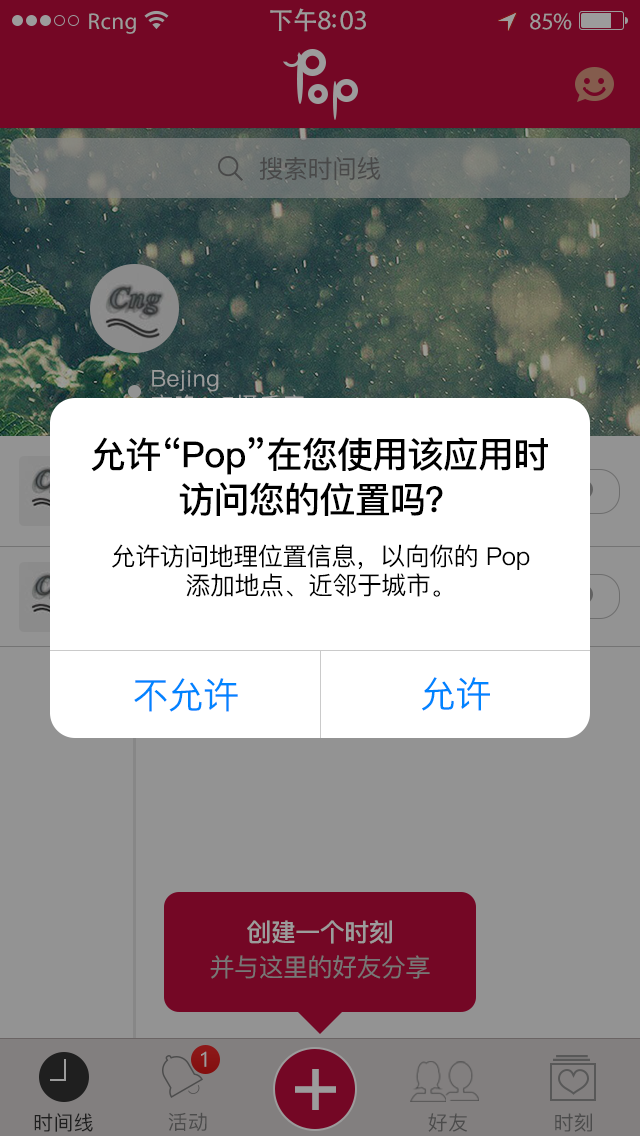 Rcng 下午8:03 85%
Pop
搜索时间线
Cng
Bejing
允许“Pop”在您使用该应用时
访问您的位置吗？
允许访问地理位置信息，以向你的 Pop
添加地点、近邻于城市。
不允许 允许
创建一个时刻
并与这里的好友分享
1
时间线 活动 好友 时刻